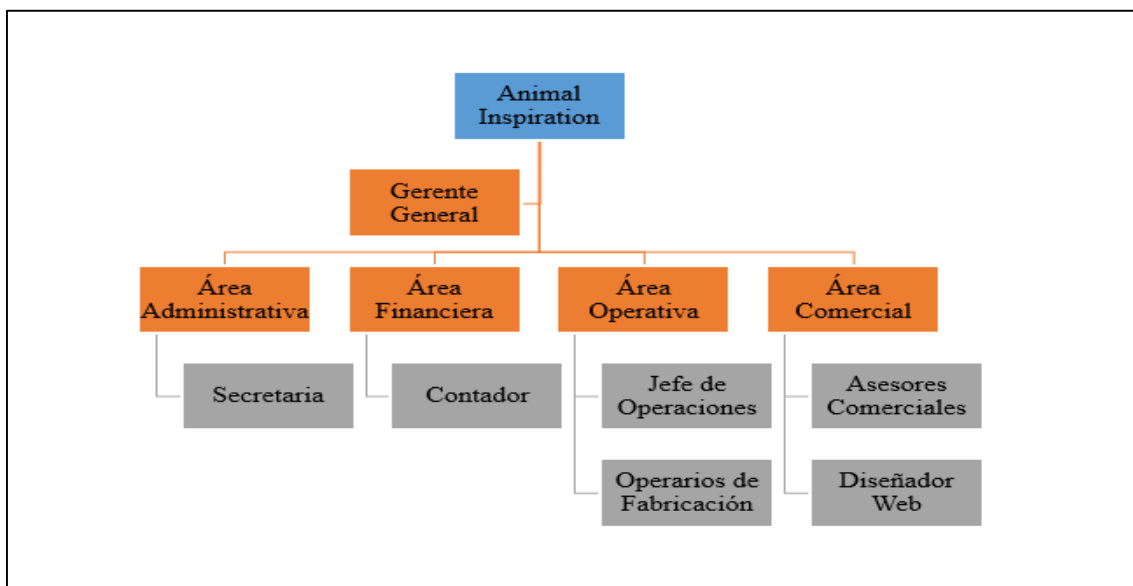 Animal
Inspiration
Gerente
General
Área
Administrativa
Área
Financiera
Área
Operativa
Área
Comercial
Secretaria
Contador
Jefe de
Operaciones
Asesores
Comerciales
Operarios de
Fabricación
Diseñador
Web